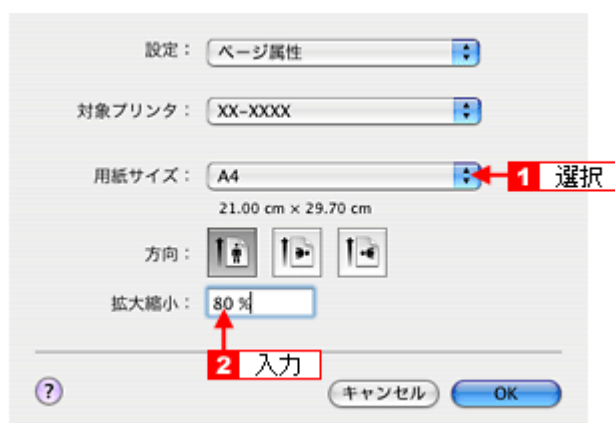 設定： ページ属性
対象プリンタ： XX-XXXX
用紙サイズ： A4 1 選択
21.00 cm × 29.70 cm
方向：
拡大縮小： 80 %
2 入力
? キャンセル OK